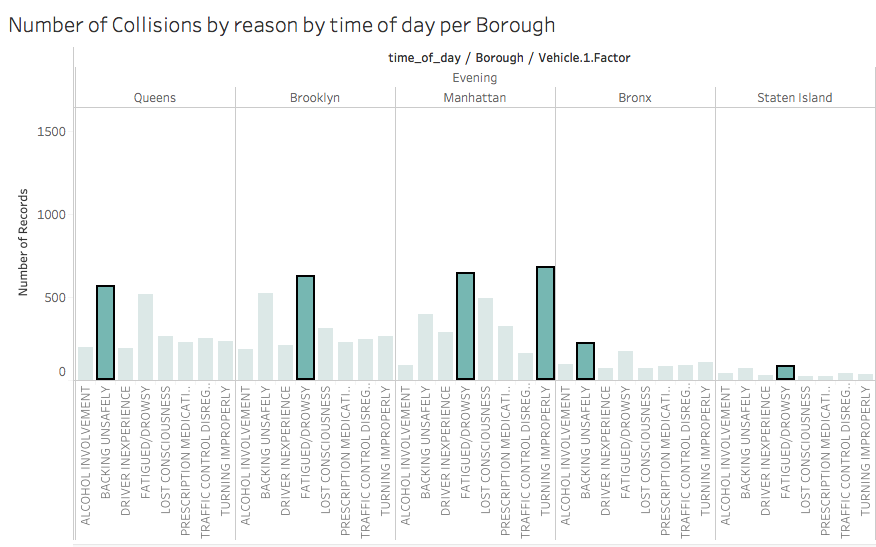 Number of Collisions by reason by time of day per Borough
time_of_day / Borough / Vehicle.1.Factor
Evening
Queens Brooklyn Manhattan Bronx Staten Island
1500
1000
500
0
Number of Records
ALCOHOL INVOLVEMENT
BACKING UNSAFELY
DRIVER INEXPERIENCE
FATIGUED/DROWSY
LOST CONSCIOUSNESS
PRESCRIPTION MEDICATI..
TRAFFIC CONTROL DISREG..
TURNING IMPROPERLY
ALCOHOL INVOLVEMENT
BACKING UNSAFELY
DRIVER INEXPERIENCE
FATIGUED/DROWSY
LOST CONSCIOUSNESS
PRESCRIPTION MEDICATI..
TRAFFIC CONTROL DISREG..
TURNING IMPROPERLY
ALCOHOL INVOLVEMENT
BACKING UNSAFELY
DRIVER INEXPERIENCE
FATIGUED/DROWSY
LOST CONSCIOUSNESS
PRESCRIPTION MEDICATI..
TRAFFIC CONTROL DISREG..
TURNING IMPROPERLY
ALCOHOL INVOLVEMENT
BACKING UNSAFELY
DRIVER INEXPERIENCE
FATIGUED/DROWSY
LOST CONSCIOUSNESS
PRESCRIPTION MEDICATI..
TRAFFIC CONTROL DISREG..
TURNING IMPROPERLY
ALCOHOL INVOLVEMENT
BACKING UNSAFELY
DRIVER INEXPERIENCE
FATIGUED/DROWSY
LOST CONSCIOUSNESS
PRESCRIPTION MEDICATI..
TRAFFIC CONTROL DISREG..
TURNING IMPROPERLY